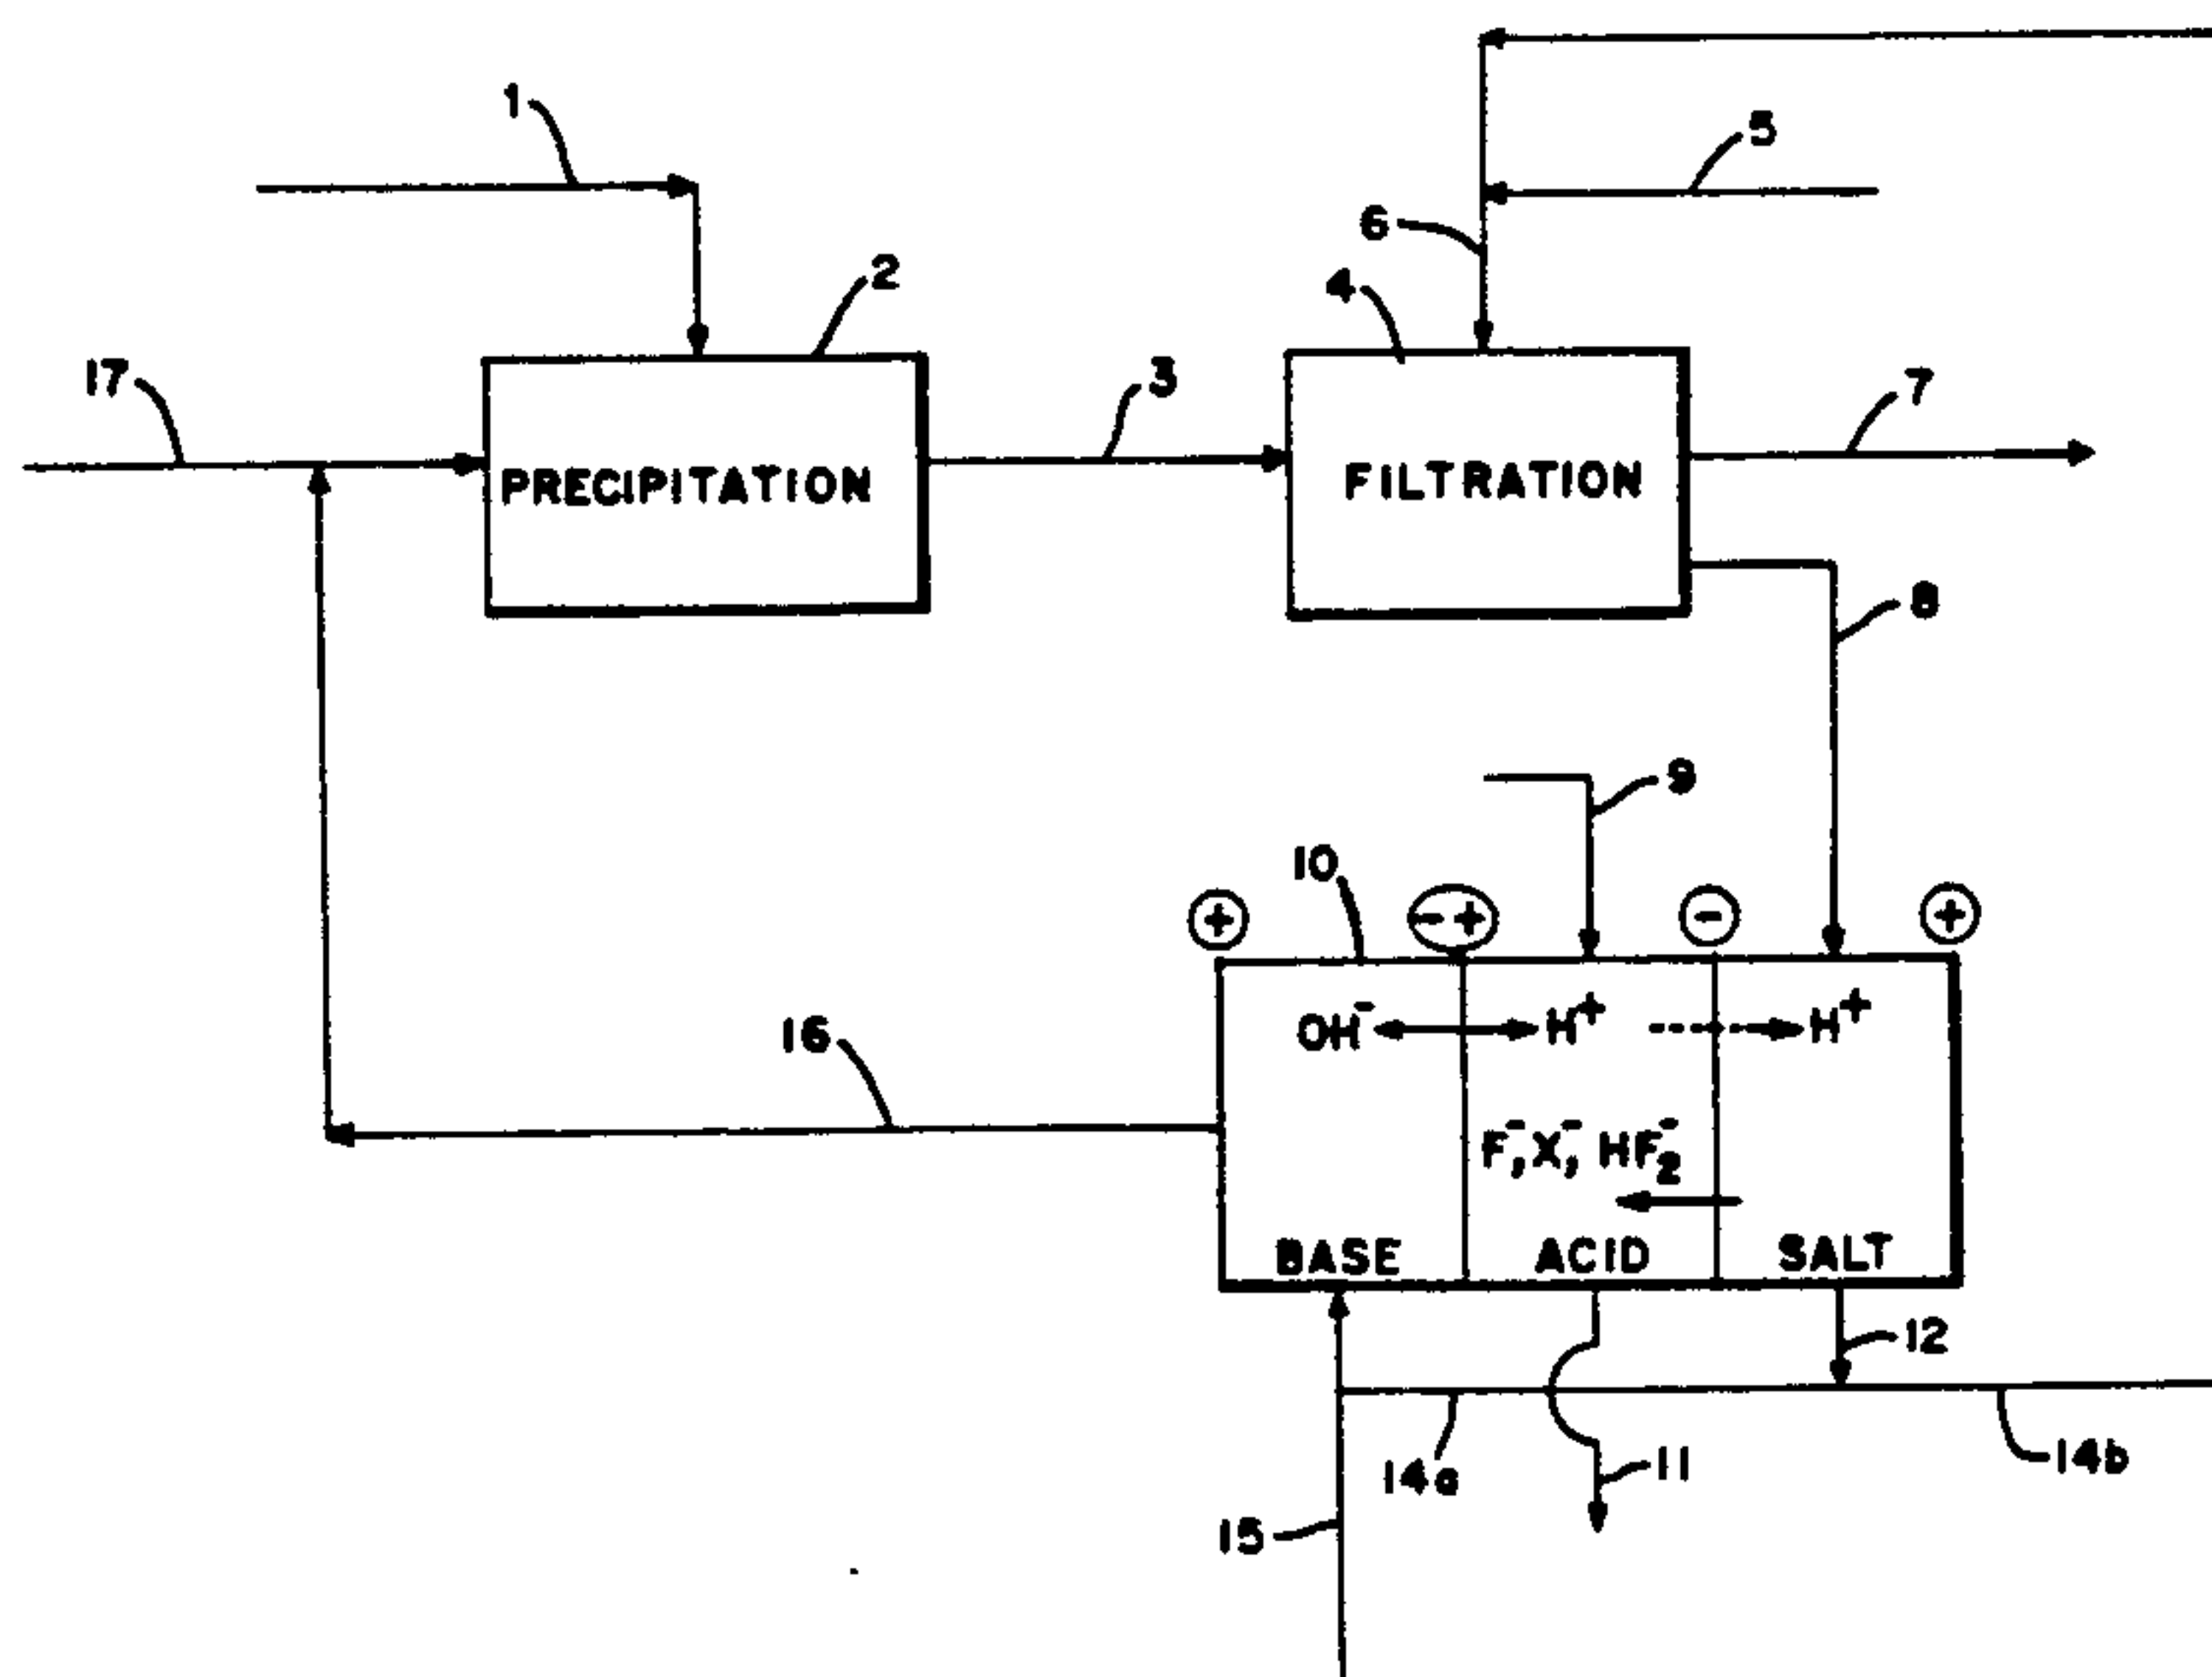 1
5
6
2
4
17
3
7
PRECIPITATION
FILTRATION
8
9
10
+
- +
-
+
OH⁻
H⁺
H⁺
16
F⁻, X⁻, HF₂⁻
BASE
ACID
SALT
12
14a
11
14b
15